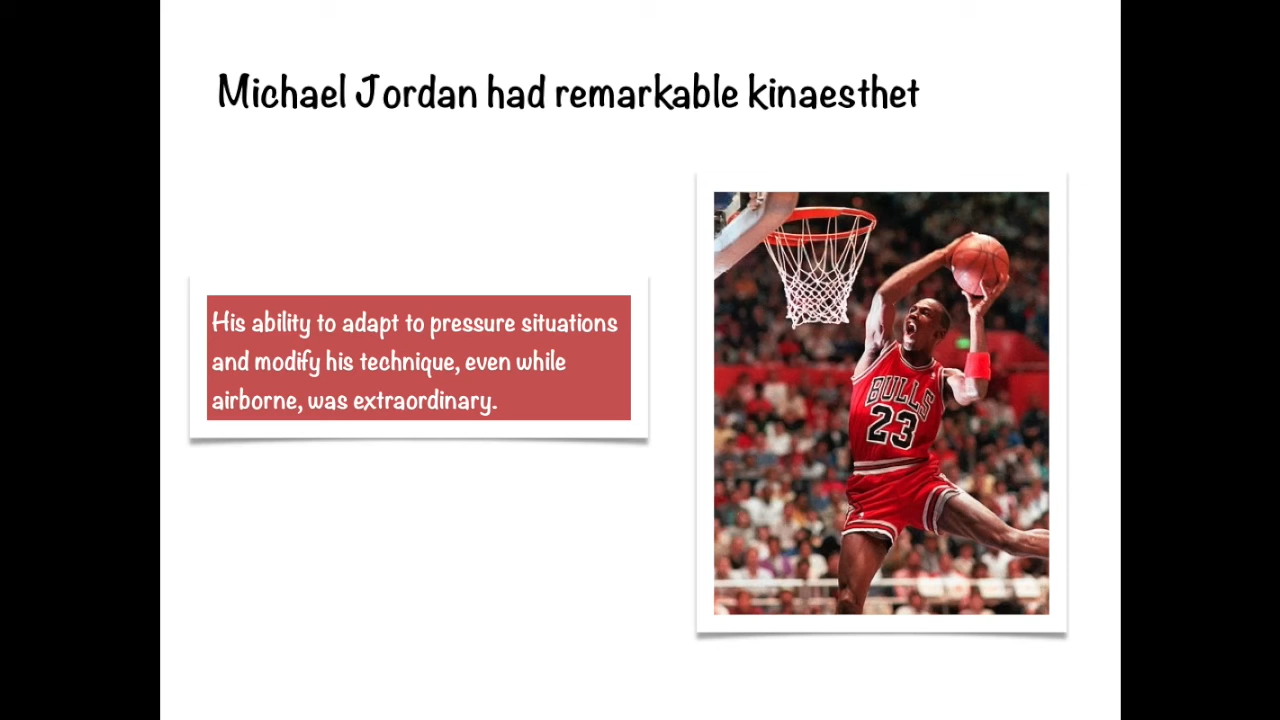 Michael Jordan had remarkable kinaesthet
His ability to adapt to pressure situations
and modify his technique, even while
airborne, was extraordinary.
BULLS
23